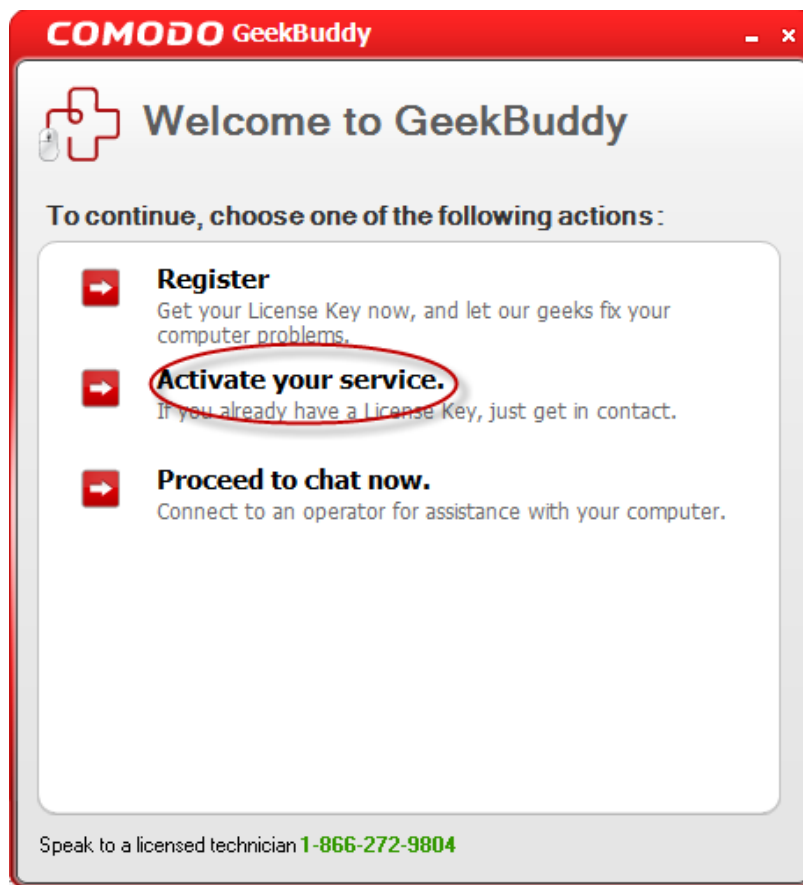 COMODO GeekBuddy
Welcome to GeekBuddy
To continue, choose one of the following actions:
Register
Get your License Key now, and let our geeks fix your
computer problems.
Activate your service.
If you already have a License Key, just get in contact.
Proceed to chat now.
Connect to an operator for assistance with your computer.
Speak to a licensed technician 1-866-272-9804